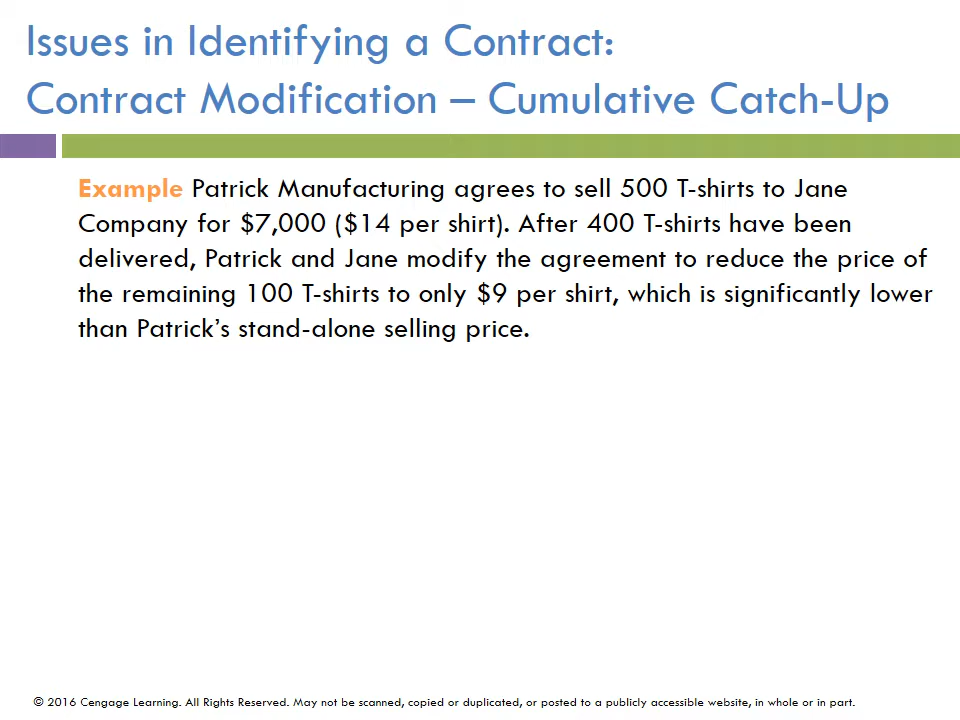 Issues in Identifying a Contract:
Contract Modification – Cumulative Catch-Up
Example Patrick Manufacturing agrees to sell 500 T-shirts to Jane
Company for $7,000 ($14 per shirt). After 400 T-shirts have been
delivered, Patrick and Jane modify the agreement to reduce the price of
the remaining 100 T-shirts to only $9 per shirt, which is significantly lower
than Patrick’s stand-alone selling price.
© 2016 Cengage Learning. All Rights Reserved. May not be scanned, copied or duplicated, or posted to a publicly accessible website, in whole or in part.